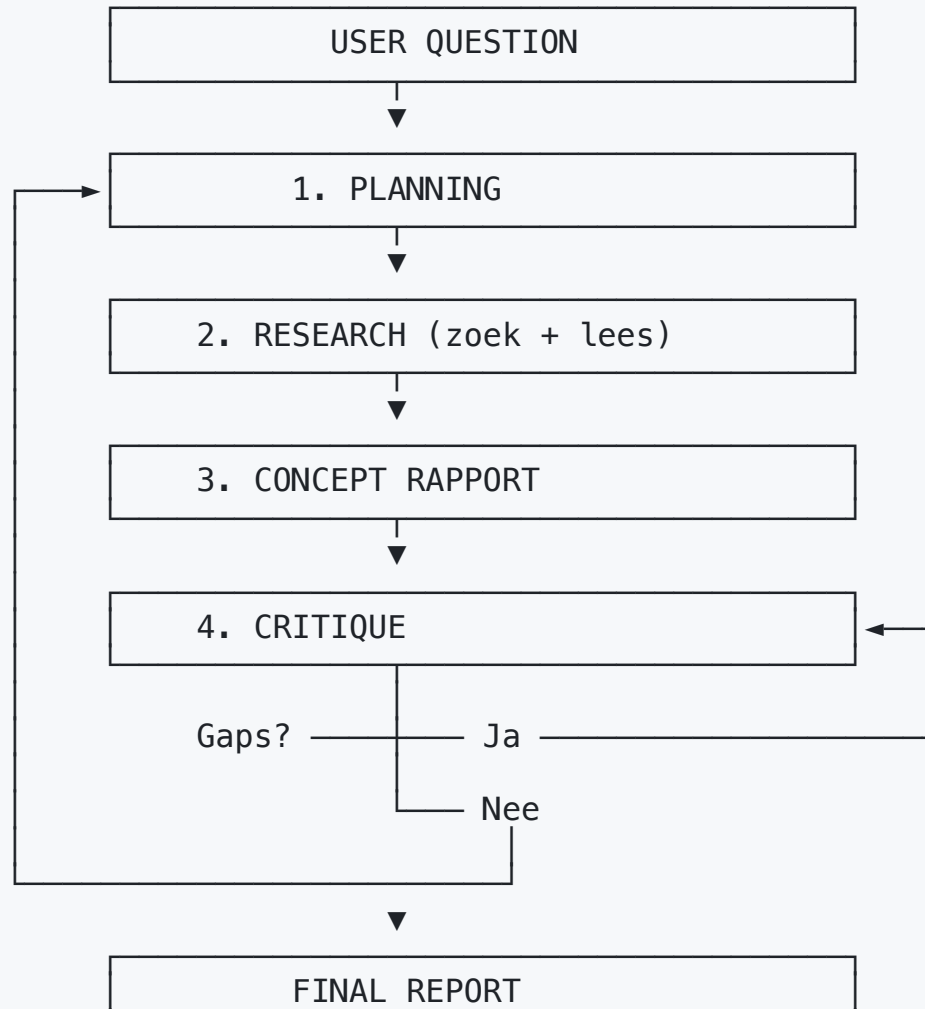 USER QUESTION
1. PLANNING
2. RESEARCH (zoek + lees)
3. CONCEPT RAPPORT
4. CRITIQUE
Gaps? Ja
Nee
FINAL REPORT